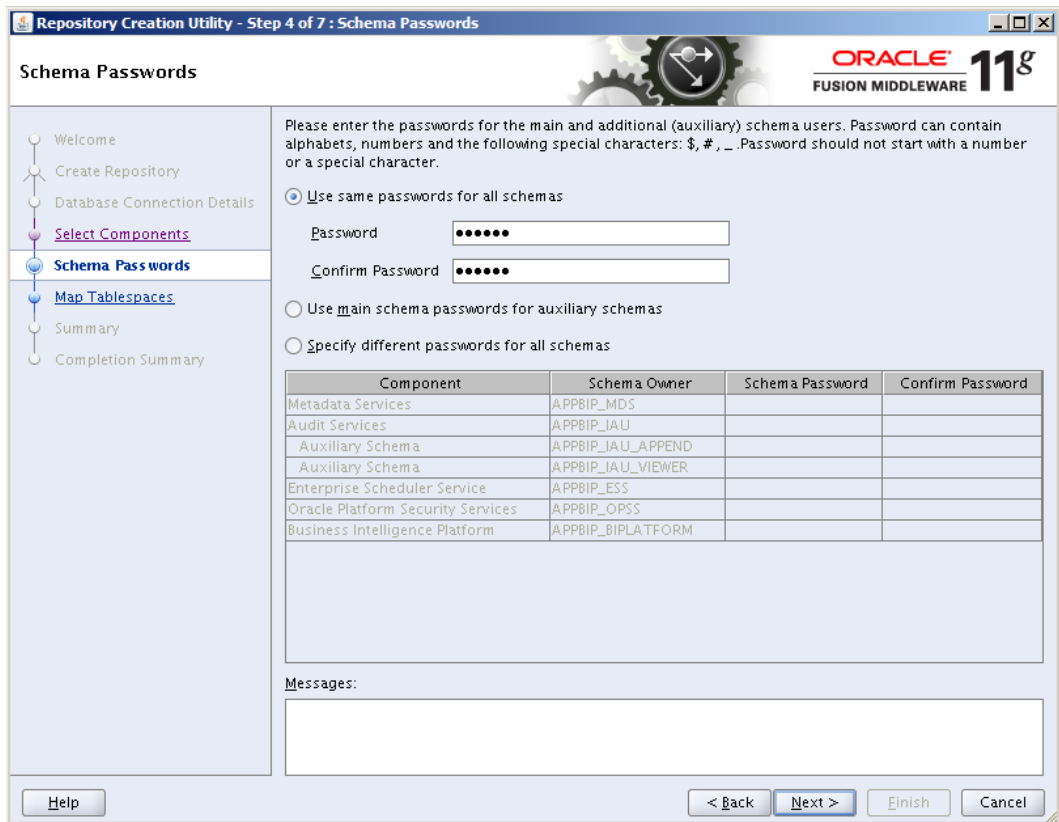 Repository Creation Utility - Step 4 of 7 : Schema Passwords
Schema Passwords
ORACLE
FUSION MIDDLEWARE
11g
Welcome
Create Repository
Database Connection Details
Select Components
Schema Passwords
Map Tablespaces
Summary
Completion Summary
Please enter the passwords for the main and additional (auxiliary) schema users. Password can contain
alphabets, numbers and the following special characters: $, # , _ .Password should not start with a number
or a special character.
Use same passwords for all schemas
Password ••••••
Confirm Password ••••••
Use main schema passwords for auxiliary schemas
Specify different passwords for all schemas
Component Schema Owner Schema Password Confirm Password
Metadata Services APPBIP_MDS
Audit Services APPBIP_IAU
Auxiliary Schema APPBIP_IAU_APPEND
Auxiliary Schema APPBIP_IAU_VIEWER
Enterprise Scheduler Service APPBIP_ESS
Oracle Platform Security Services APPBIP_OPSS
Business Intelligence Platform APPBIP_BIPLATFORM
Messages:
Help < Back Next > Finish Cancel